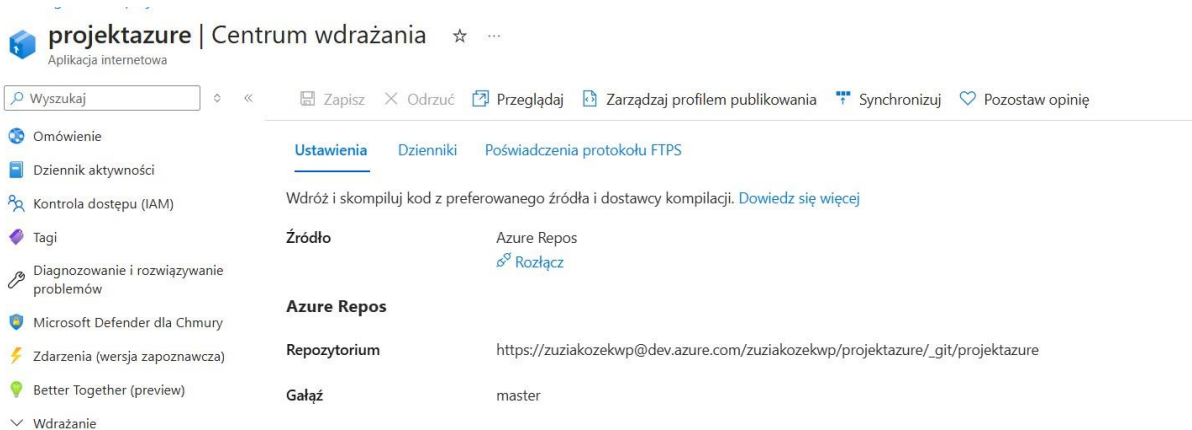 projektazure | Centrum wdrażania
Aplikacja internetowa
Wyszukaj
Zapisz Odrzuć Przeglądaj Zarządzaj profilem publikowania Synchronizuj Pozostaw opinię
Omówienie
Dziennik aktywności
Kontrola dostępu (IAM)
Tagi
Diagnozowanie i rozwiązywanie
problemów
Microsoft Defender dla Chmury
Zdarzenia (wersja zapoznawcza)
Better Together (preview)
Wdrażanie
Ustawienia Dzienniki Poświadczenia protokołu FTPS
Wdróż i skompiluj kod z preferowanego źródła i dostawcy kompilacji. Dowiedz się więcej
Źródło Azure Repos
Rozłącz
Azure Repos
Repozytorium https://zuziakozekwp@dev.azure.com/zuziakozekwp/projektazure/_git/projektazure
Gałąź master